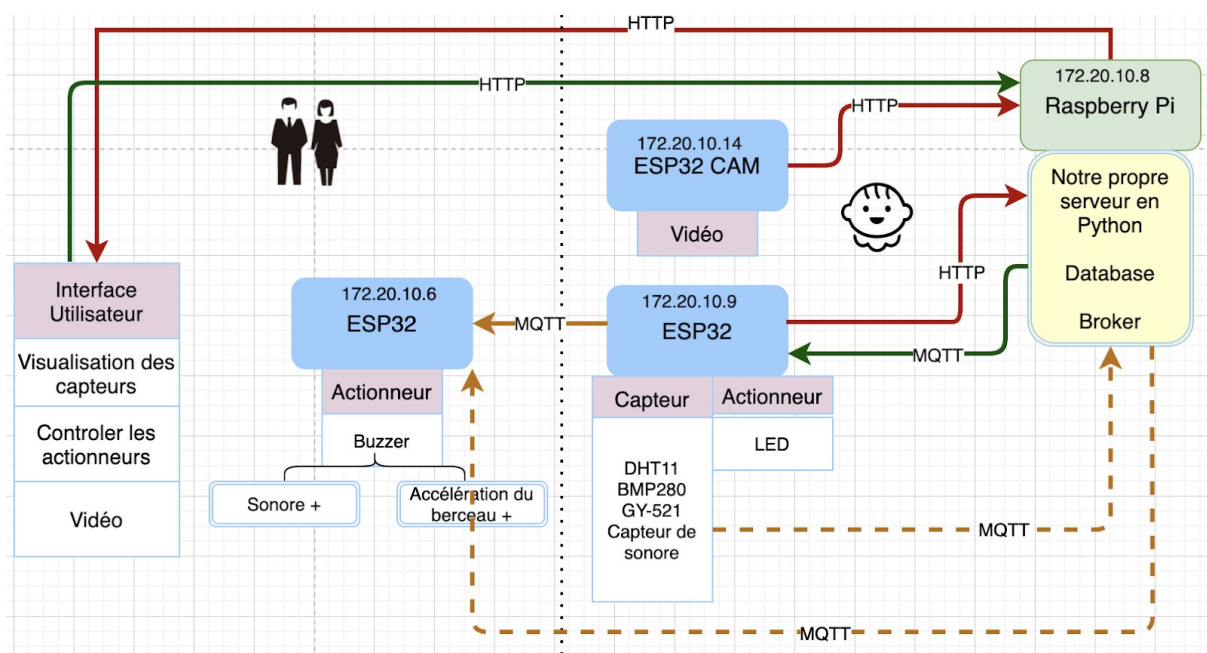 HTTP
HTTP
172.20.10.8
Raspberry Pi
HTTP
172.20.10.14
ESP32 CAM
Vidéo
Notre propre
serveur en
Python
Database
Broker
HTTP
Interface
Utilisateur
Visualisation des
capteurs
Controler les
actionneurs
Vidéo
172.20.10.6
ESP32
Actionneur
Buzzer
Sonore +
Accélération du
berceau +
MQTT
172.20.10.9
ESP32
MQTT
Capteur
Actionneur
LED
DHT11
BMP280
GY-521
Capteur de
sonore
MQTT
MQTT